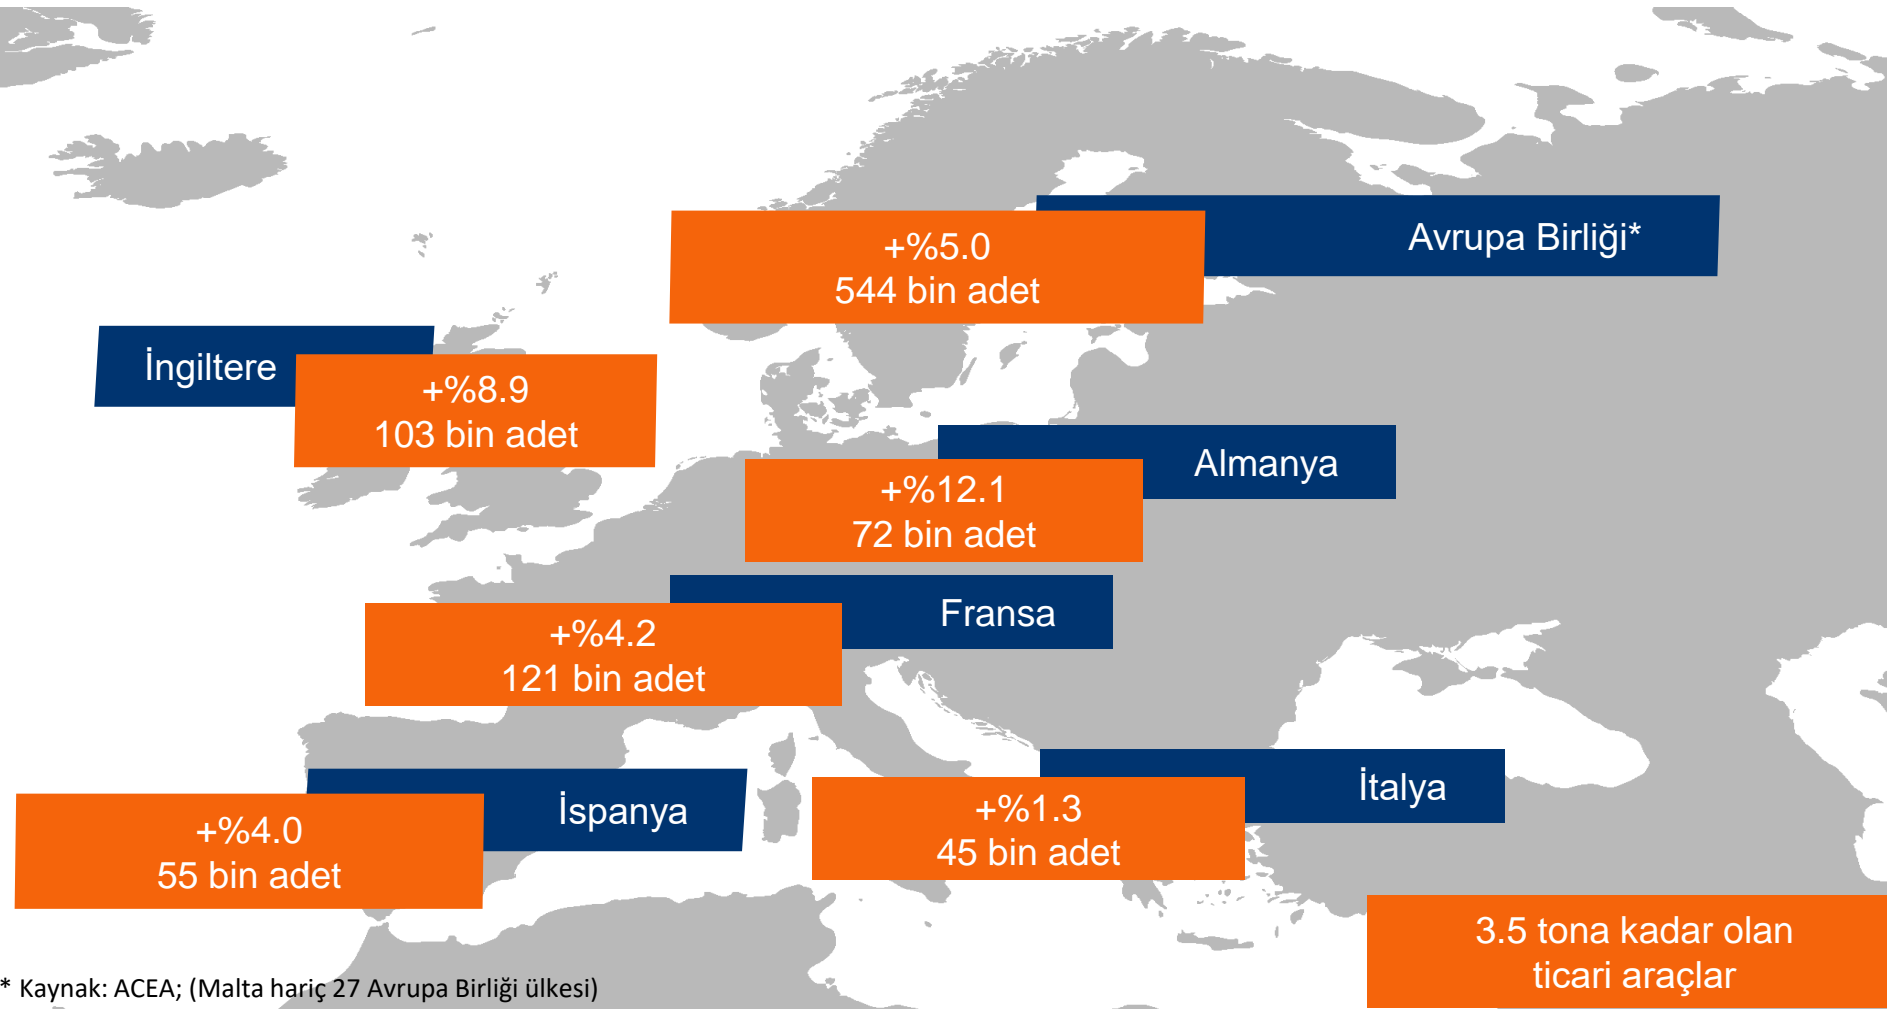 Avrupa Birliği*
+%5.0
544 bin adet
İngiltere
+%8.9
103 bin adet
Almanya
+%12.1
72 bin adet
Fransa
+%4.2
121 bin adet
İtalya
+%1.3
45 bin adet
İspanya
+%4.0
55 bin adet
3.5 tona kadar olan
ticari araçlar
* Kaynak: ACEA; (Malta hariç 27 Avrupa Birliği ülkesi)